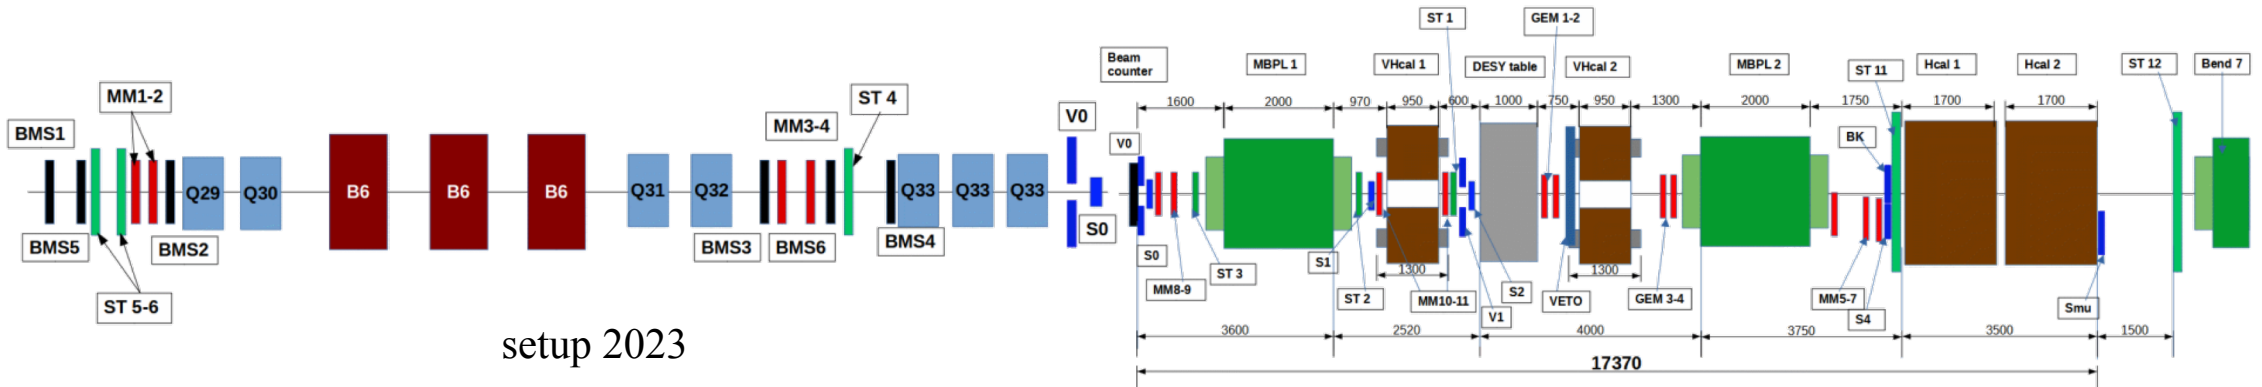 ST 1
GEM 1-2
Beam
counter
MBPL 1
VHcal 1
DESY table
VHcal 2
MBPL 2
ST 11
Hcal 1
Hcal 2
ST 12
Bend 7
MM1-2
ST 4
1600
2000
970
950
600
1000
750
950
1300
2000
1750
1700
1700
BMS1
MM3-4
V0
V0
BK
Q29
Q30
B6
B6
B6
Q31
Q32
Q33
Q33
Q33
BMS5
BMS2
BMS3
BMS6
BMS4
S0
S0
S1
ST 3
1300
1300
MM8-9
ST 2
MM10-11
S2
V1
VETO
GEM 3-4
MM5-7
S4
Smu
ST 5-6
3600
2520
4000
3750
3500
1500
setup 2023
17370